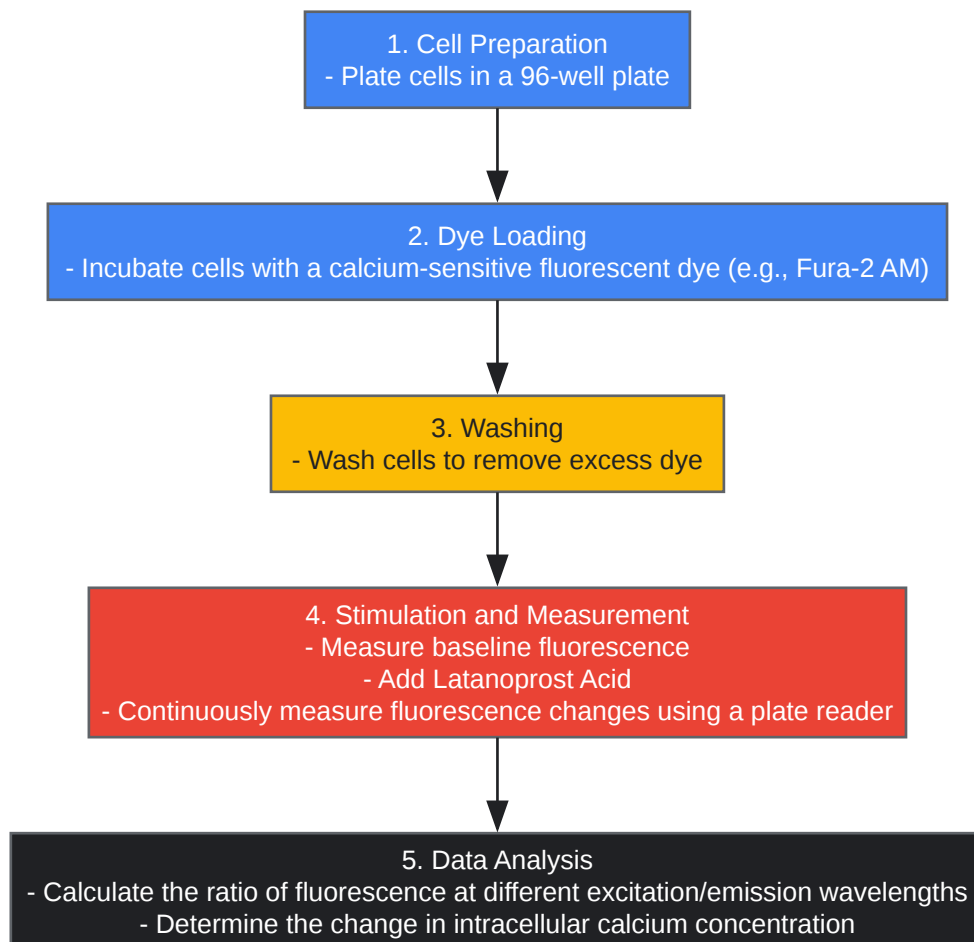 1. Cell Preparation
- Plate cells in a 96-well plate
2. Dye Loading
- Incubate cells with a calcium-sensitive fluorescent dye (e.g., Fura-2 AM)
3. Washing
- Wash cells to remove excess dye
4. Stimulation and Measurement
- Measure baseline fluorescence
- Add Latanoprost Acid
- Continuously measure fluorescence changes using a plate reader
5. Data Analysis
- Calculate the ratio of fluorescence at different excitation/emission wavelengths
- Determine the change in intracellular calcium concentration